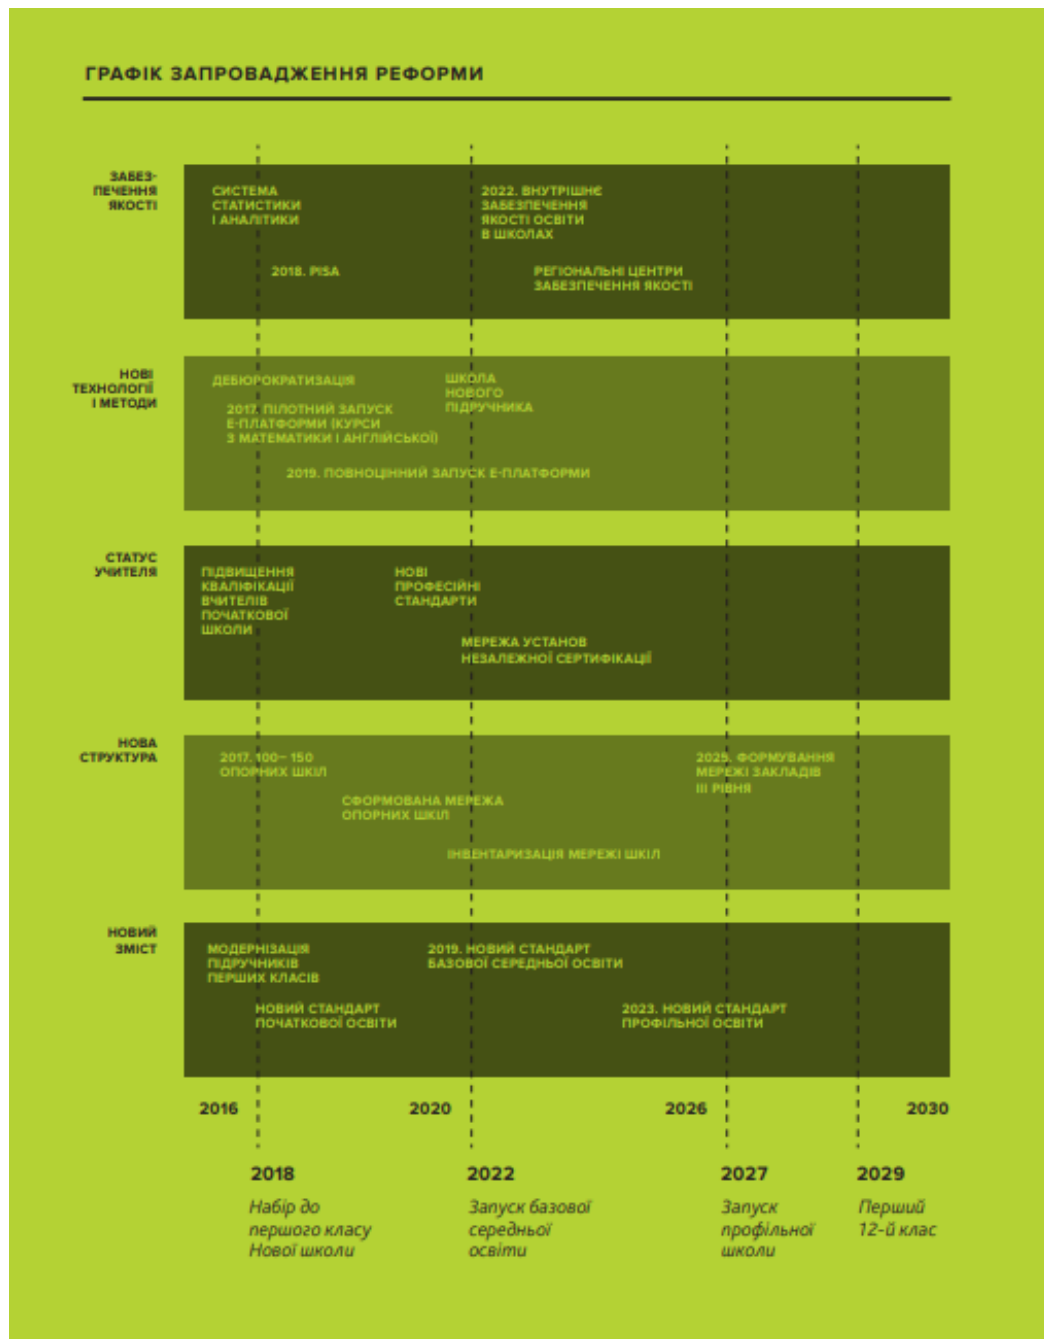 ГРАФІК ЗАПРОВАДЖЕННЯ РЕФОРМИ
ЗАБЕЗ-
ПЕЧЕННЯ
ЯКОСТІ
СИСТЕМА
СТАТИСТИКИ
І АНАЛІТИКИ
2018. PISA
2022. ВНУТРІШНЄ
ЗАБЕЗПЕЧЕННЯ
ЯКОСТІ ОСВІТИ
В ШКОЛАХ
РЕГІОНАЛЬНІ ЦЕНТРИ
ЗАБЕЗПЕЧЕННЯ ЯКОСТІ
НОВІ
ТЕХНОЛОГІЇ
І МЕТОДИ
ДЕБЮРОКРАТИЗАЦІЯ
2017. ПІЛОТНИЙ ЗАПУСК
Е-ПЛАТФОРМИ (КУРСИ
З МАТЕМАТИКИ І АНГЛІЙСЬКОЇ)
ШКОЛА
НОВОГО
ПІДРУЧНИКА
2019. ПОВНОЦІННИЙ ЗАПУСК Е-ПЛАТФОРМИ
СТАТУС
УЧИТЕЛЯ
ПІДВИЩЕННЯ
КВАЛІФІКАЦІЇ
ВЧИТЕЛІВ
ПОЧАТКОВОЇ
ШКОЛИ
НОВІ
ПРОФЕСІЙНІ
СТАНДАРТИ
МЕРЕЖА УСТАНОВ
НЕЗАЛЕЖНОЇ СЕРТИФІКАЦІЇ
НОВА
СТРУКТУРА
2017. 100– 150
ОПОРНИХ ШКІЛ
СФОРМОВАНА МЕРЕЖА
ОПОРНИХ ШКІЛ
ІНВЕНТАРИЗАЦІЯ МЕРЕЖІ ШКІЛ
2025. ФОРМУВАННЯ
МЕРЕЖІ ЗАКЛАДІВ
ІІІ РІВНЯ
НОВИЙ
ЗМІСТ
МОДЕРНІЗАЦІЯ
ПІДРУЧНИКІВ
ПЕРШИХ КЛАСІВ
НОВИЙ СТАНДАРТ
ПОЧАТКОВОЇ ОСВІТИ
2019. НОВИЙ СТАНДАРТ
БАЗОВОЇ СЕРЕДНЬОЇ ОСВІТИ
2023. НОВИЙ СТАНДАРТ
ПРОФІЛЬНОЇ ОСВІТИ
2016
2020
2026
2030
2018
Набір до
першого класу
Нової школи
2022
Запуск базової
середньої
освіти
2027
Запуск
профільної
школи
2029
Перший
12-й клас